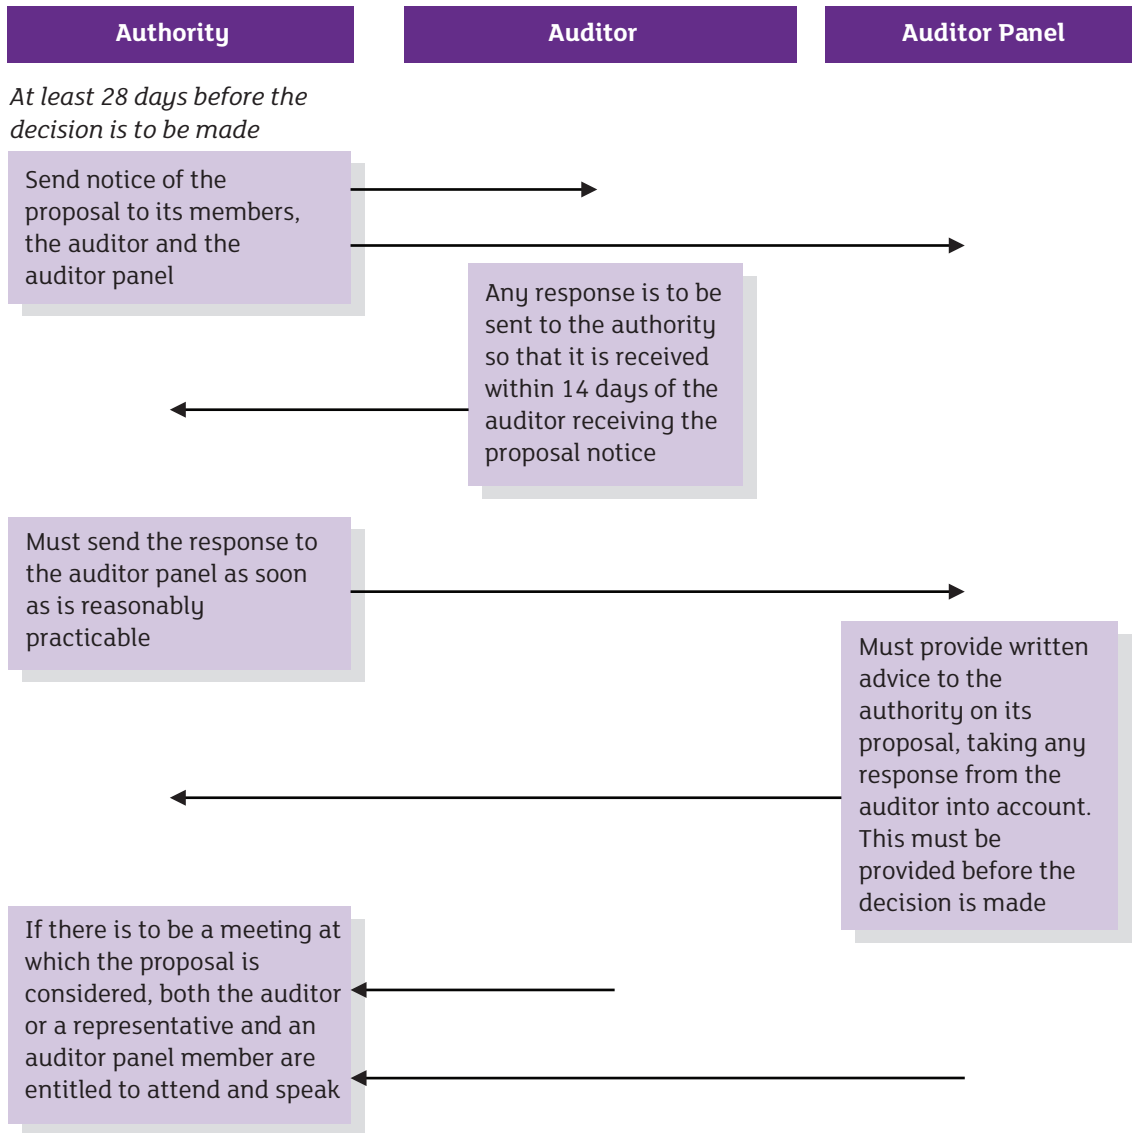 Authority
Auditor
Auditor Panel
At least 28 days before the
decision is to be made
Send notice of the
proposal to its members,
the auditor and the
auditor panel
Any response is to be
sent to the authority
so that it is received
within 14 days of the
auditor receiving the
proposal notice
Must send the response to
the auditor panel as soon
as is reasonably
practicable
Must provide written
advice to the
authority on its
proposal, taking any
response from the
auditor into account.
This must be
provided before the
decision is made
If there is to be a meeting at
which the proposal is
considered, both the auditor
or a representative and an
auditor panel member are
entitled to attend and speak